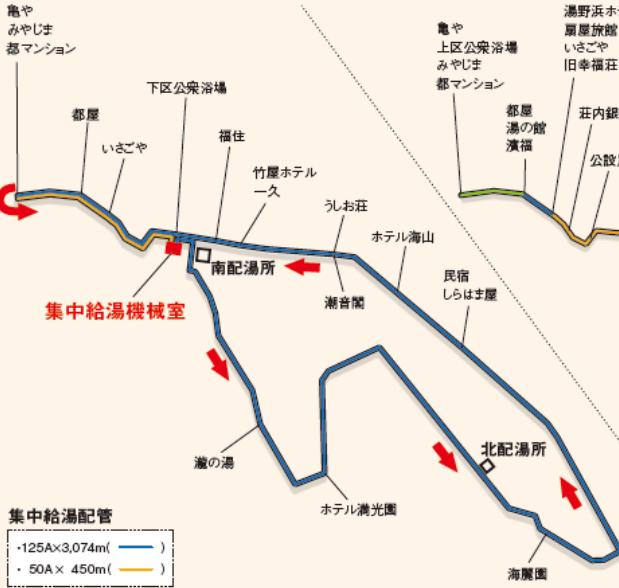 亀や
みやじま
都マンション
都屋
いさごや
下区公衆浴場
福住
竹屋ホテル
一久
うしお荘
潮音閣
ホテル海山
民宿
しらはま屋
南配湯所
集中給湯機械室
瀧の湯
ホテル満光園
北配湯所
海麗園
亀や
上区公衆浴場
みやじま
都マンション
都屋
湯の館
濱福
湯野浜ホ
扇屋旅館
いさごや
旧幸福荘
荘内銀
公設
集中給湯配管
・125A×3,074m( )
・ 50A× 450m( )